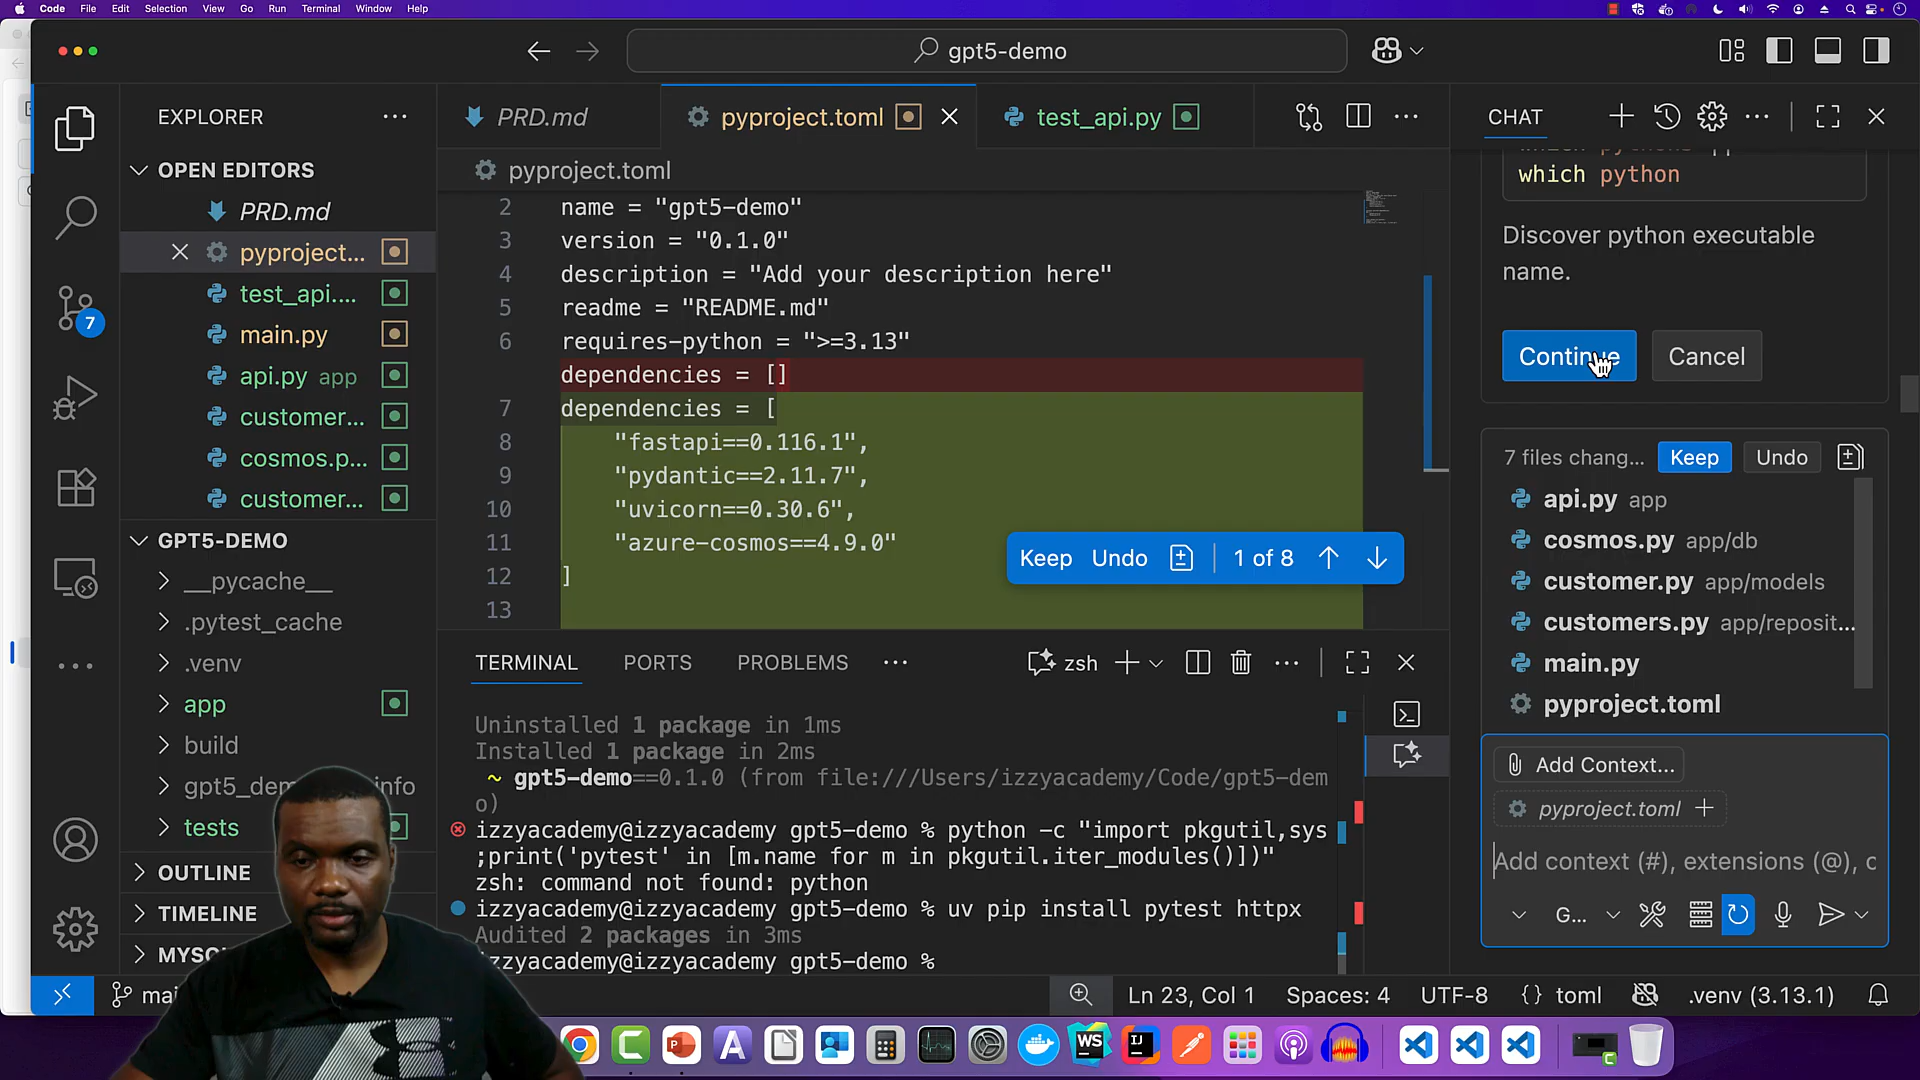 Code File Edit Selection View Go Run Terminal Window Help
gpt5-demo
EXPLORER
PRD.md
pyproject.toml
test_api.py
CHAT
OPEN EDITORS
PRD.md
pyproject...
test_api....
main.py
api.py app
customer...
cosmos.p...
customer...
7
GPT5-DEMO
__pycache__
.pytest_cache
.venv
app
build
tests
OUTLINE
TIMELINE
pyproject.toml
2 name = "gpt5-demo"
3 version = "0.1.0"
4 description = "Add your description here"
5 readme = "README.md"
6 requires-python = ">=3.13"
dependencies = []
7 dependencies = [
8 "fastapi==0.116.1",
9 "pydantic==2.11.7",
10 "uvicorn==0.30.6",
11 "azure-cosmos==4.9.0"
12 ]
13
Keep Undo 1 of 8
TERMINAL PORTS PROBLEMS
zsh
Uninstalled 1 package in 1ms
Installed 1 package in 2ms
~ gpt5-demo==0.1.0 (from file:///Users/izzyacademy/Code/gpt5-dem
o)
izzyacademy@izzyacademy gpt5-demo % python -c "import pkgutil,sys
;print('pytest' in [m.name for m in pkgutil.iter_modules()])"
zsh: command not found: python
izzyacademy@izzyacademy gpt5-demo % uv pip install pytest httpx
Audited 2 packages in 3ms
izzyacademy@izzyacademy gpt5-demo %
which python
Discover python executable
name.
Continue Cancel
7 files chang... Keep Undo
api.py app
cosmos.py app/db
customer.py app/models
customers.py app/reposit...
main.py
pyproject.toml
Add Context...
pyproject.toml
Add context (#), extensions (@), c
G...
Ln 23, Col 1 Spaces: 4 UTF-8 {} toml .venv (3.13.1)